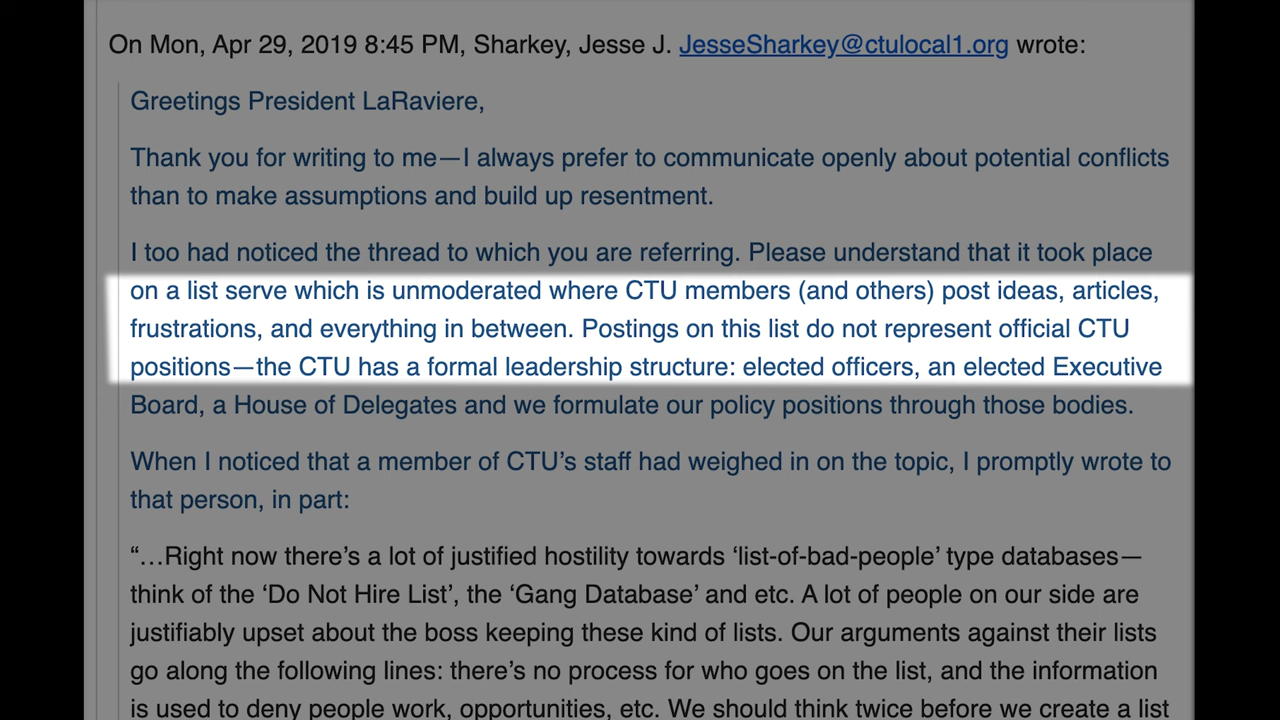 On Mon, Apr 29, 2019 8:45 PM, Sharkey, Jesse J. JesseSharkey@ctulocal1.org wrote:
Greetings President LaRaviere,
Thank you for writing to me—I always prefer to communicate openly about potential conflicts
than to make assumptions and build up resentment.
I too had noticed the thread to which you are referring. Please understand that it took place
on a list serve which is unmoderated where CTU members (and others) post ideas, articles,
frustrations, and everything in between. Postings on this list do not represent official CTU
positions—the CTU has a formal leadership structure: elected officers, an elected Executive
Board, a House of Delegates and we formulate our policy positions through those bodies.
When I noticed that a member of CTU’s staff had weighed in on the topic, I promptly wrote to
that person, in part:
“…Right now there’s a lot of justified hostility towards ‘list-of-bad-people’ type databases—
think of the ‘Do Not Hire List’, the ‘Gang Database’ and etc. A lot of people on our side are
justifiably upset about the boss keeping these kind of lists. Our arguments against their lists
go along the following lines: there’s no process for who goes on the list, and the information
is used to deny people work, opportunities, etc. We should think twice before we create a list